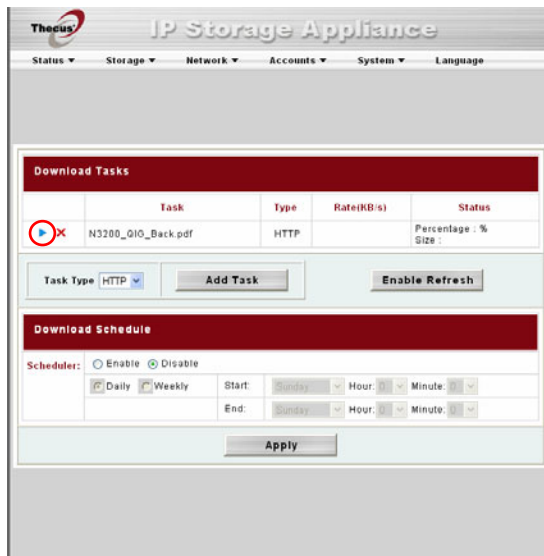 Thecus
IP Storage Appliance
Status Storage Network Accounts System Language
Download Tasks
Task Type Rate(KB/s) Status
N3200_QIG_Back.pdf HTTP Percentage : %
Size :
Task Type HTTP Add Task Enable Refresh
Download Schedule
Scheduler: Enable Disable
Daily Weekly Start: Sunday Hour: 0 Minute: 0
End: Sunday Hour: 0 Minute: 0
Apply